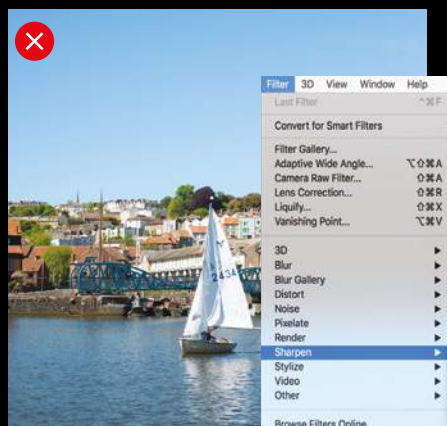 Filter 3D View Window Help
Last Filter ^⌘F
Convert for Smart Filters
Filter Gallery...
Adaptive Wide Angle... ⌥⇧⌘A
Camera Raw Filter... ⇧⌘A
Lens Correction... ⇧⌘R
Liquify... ⇧⌘X
Vanishing Point... ⌥⌘V
3D
Blur
Blur Gallery
Distort
Noise
Pixelate
Render
Sharpen
Stylize
Video
Other
Browse Filters Online...
Y
2434